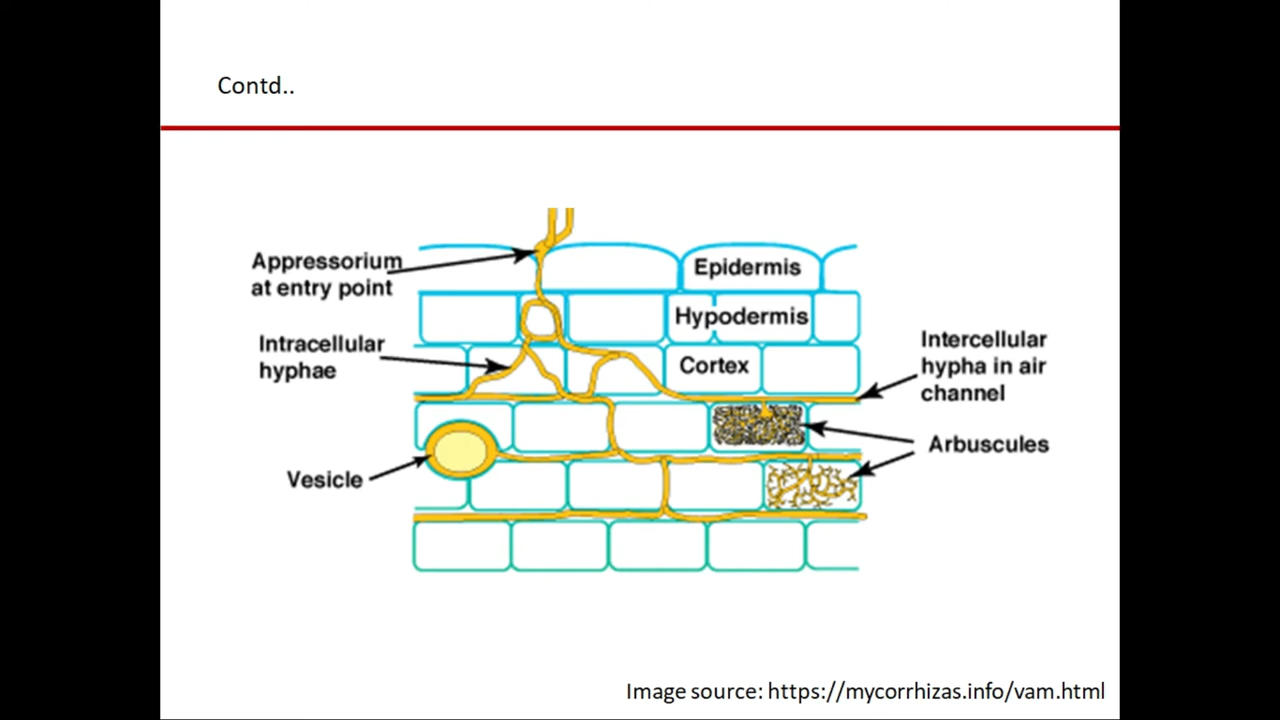 Contd..
Appressorium
at entry point
Epidermis
Hypodermis
Intracellular
hyphae
Cortex
Intercellular
hypha in air
channel
Arbuscules
Vesicle
Image source: https://mycorrhizas.info/vam.html